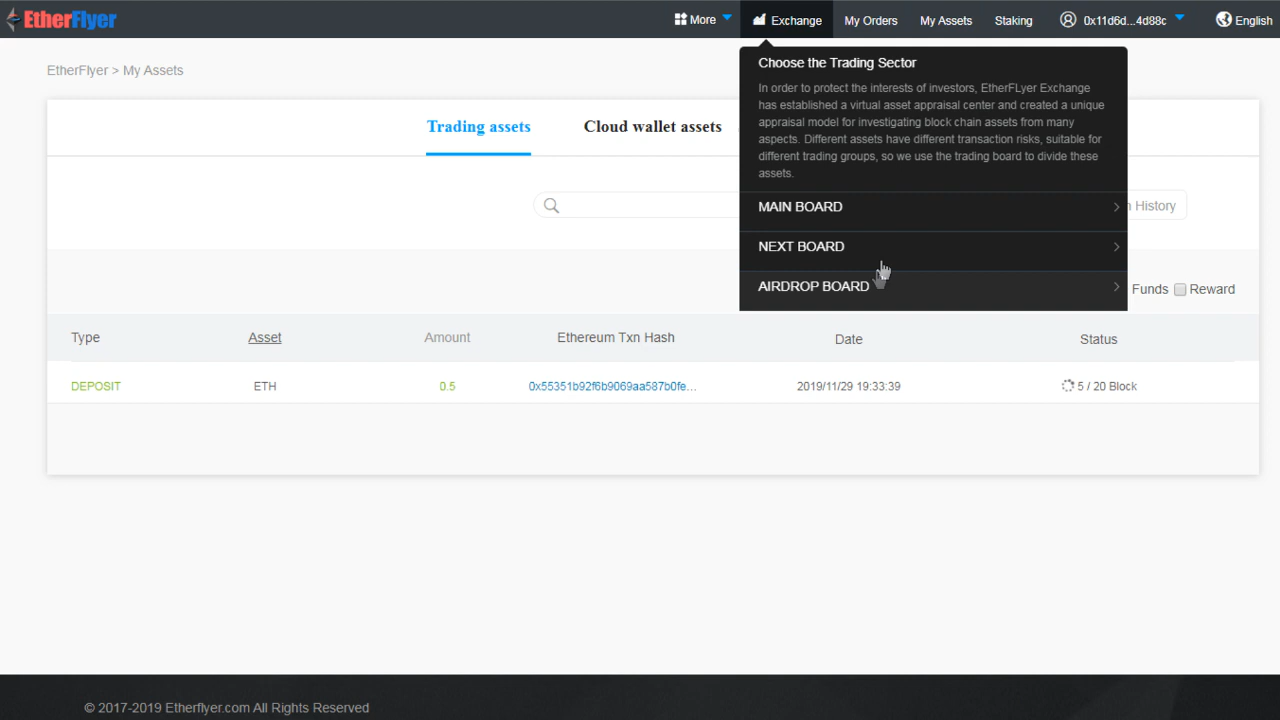 EtherFlyer
More
Exchange
My Orders
My Assets
Staking
0x11d6d...4d88c
English
EtherFlyer > My Assets
Choose the Trading Sector
In order to protect the interests of investors, EtherFLyer Exchange
has established a virtual asset appraisal center and created a unique
appraisal model for investigating block chain assets from many
aspects. Different assets have different transaction risks, suitable for
different trading groups, so we use the trading board to divide these
assets.
MAIN BOARD
NEXT BOARD
AIRDROP BOARD
Trading assets
Cloud wallet assets
History
Funds
Reward
Type
Asset
Amount
Ethereum Txn Hash
Date
Status
DEPOSIT
ETH
0.5
0x55351b92f6b9069aa587b0fe...
2019/11/29 19:33:39
5 / 20 Block
© 2017-2019 Etherflyer.com All Rights Reserved